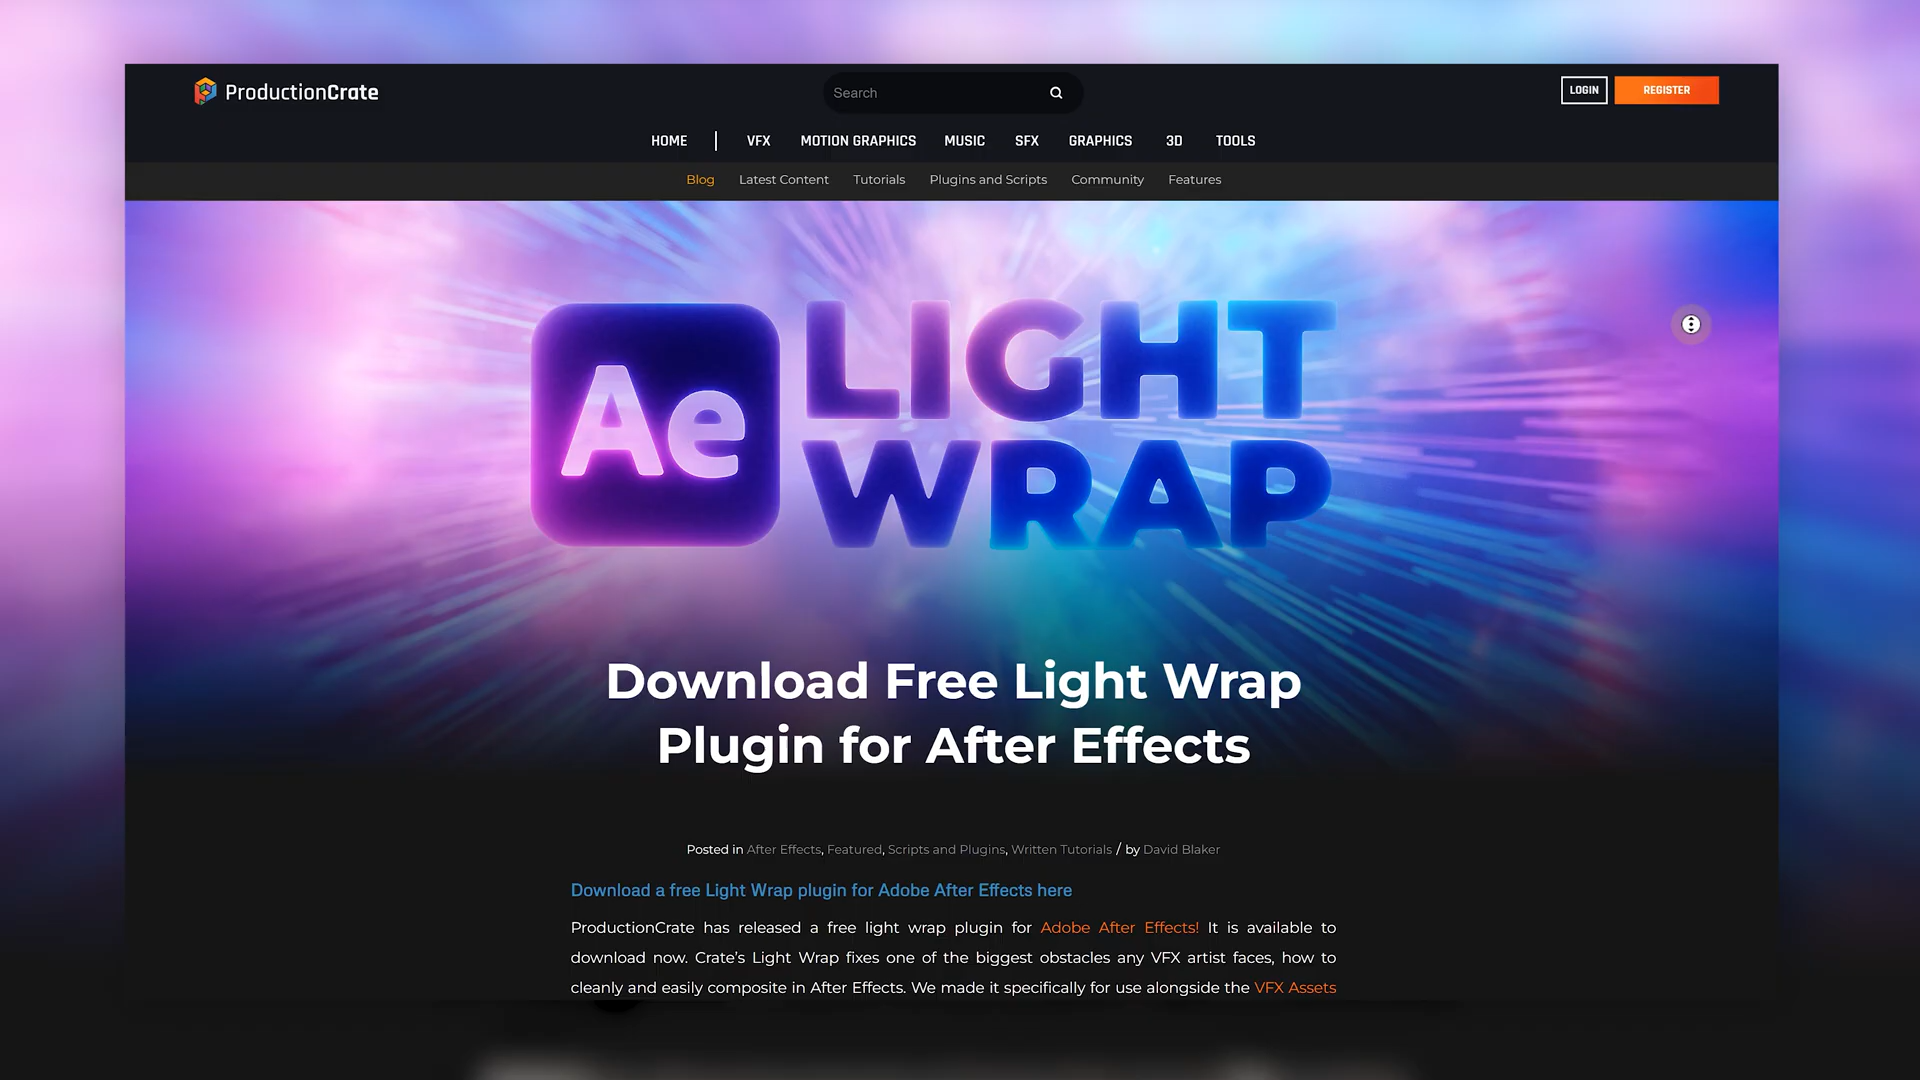 ProductionCrate
Search
LOGIN
REGISTER
HOME | VFX MOTION GRAPHICS MUSIC SFX GRAPHICS 3D TOOLS
Blog Latest Content Tutorials Plugins and Scripts Community Features
Ae
LIGHT
WRAP
Download Free Light Wrap
Plugin for After Effects
Posted in After Effects, Featured, Scripts and Plugins, Written Tutorials / by David Blaker
Download a free Light Wrap plugin for Adobe After Effects here
ProductionCrate has released a free light wrap plugin for Adobe After Effects! It is available to
download now. Crate's Light Wrap fixes one of the biggest obstacles any VFX artist faces, how to
cleanly and easily composite in After Effects. We made it specifically for use alongside the VFX Assets